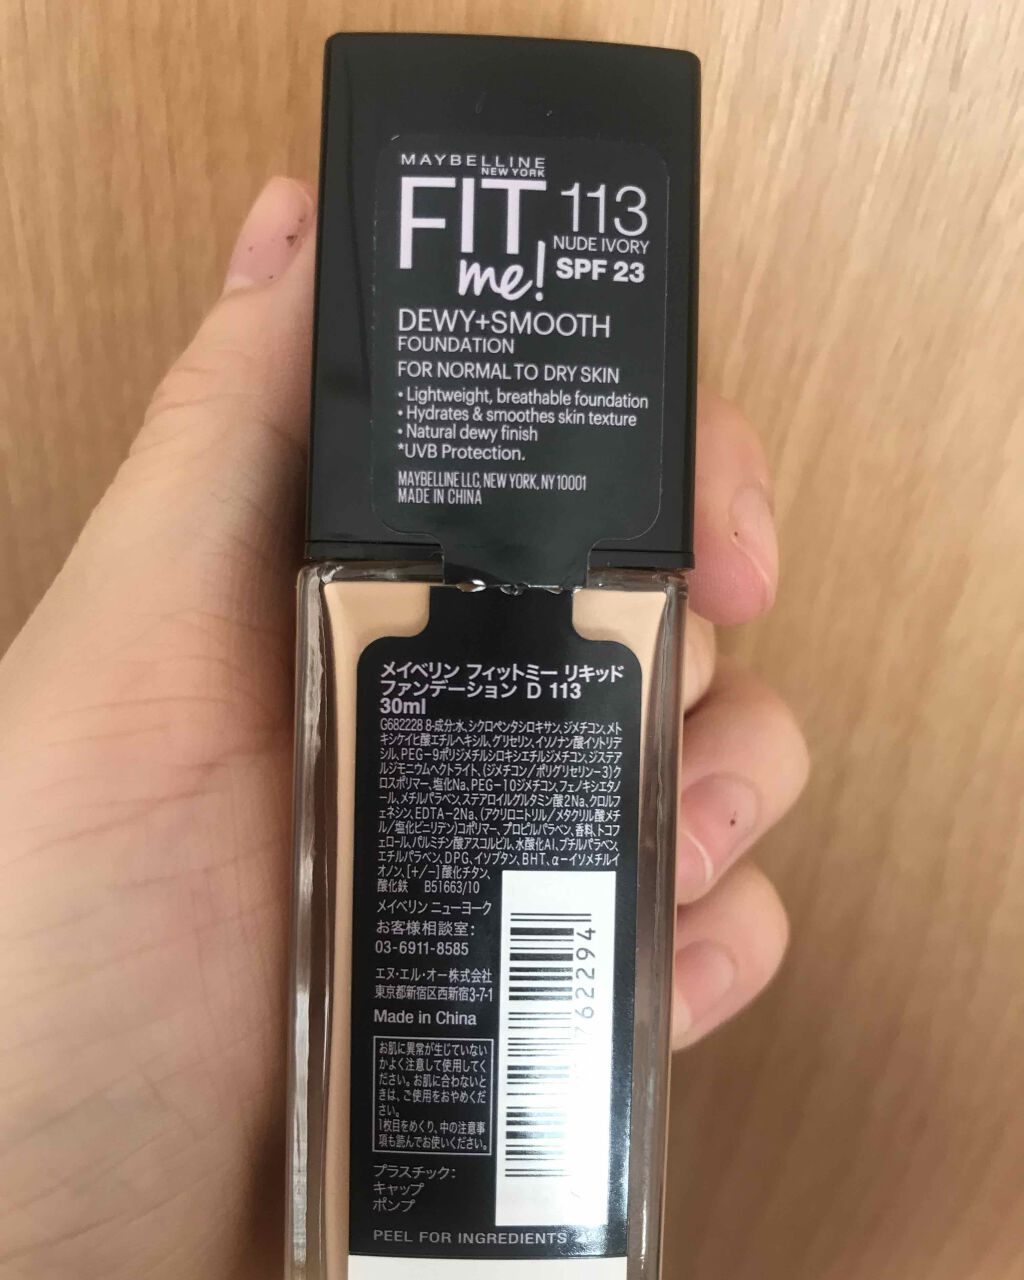 MAYBELLINE
NEW YORK
FIT
me!
113
NUDE IVORY
SPF 23
DEWY+SMOOTH
FOUNDATION
FOR NORMAL TO DRY SKIN
• Lightweight, breathable foundation
• Hydrates & smoothes skin texture
• Natural dewy finish
*UVB Protection.
MAYBELLINE LLC, NEW YORK, NY 10001
MADE IN CHINA
メイベリン フィットミー リキッド
ファンデーション D 113
30ml
G682228 8-成分:水、シクロペンタシロキサン、ジメチコン、メト
キシケイヒ酸エチルヘキシル、グリセリン、イソノナン酸イソトリデ
シル、PEG-9ポリジメチルシロキシエチルジメチコン、ジステア
ルジモニウムヘクトライト、(ジメチコン/ポリグリセリン-3)ク
ロスポリマー、塩化Na、PEG-10ジメチコン、フェノキシエタノ
ール、メチルパラベン、ステアロイルグルタミン酸2Na、クロルフ
ェネシン、EDTA-2Na、(アクリロニトリル/メタクリル酸メチ
ル/塩化ビニリデン)コポリマー、プロピルパラベン、香料、トコフ
ェロール、パルミチン酸アスコルビル、水酸化Al、ブチルパラベン、
エチルパラベン、DPG、イソブタン、BHT、α-イソメチルイ
オノン、[+/-]酸化チタン、
酸化鉄 B51663/10
メイベリン ニューヨーク
お客様相談室:
03-6911-8585
エヌ・エル・オー株式会社
東京都新宿区西新宿3-7-1
Made in China
お肌に異常が生じていない
かよく注意して使用してく
ださい。お肌に合わないと
きは、ご使用をおやめくだ
さい。
1枚目をめくり、中の注意事
項も読んでお使いください。
プラスチック:
キャップ
ポンプ
PEEL FOR INGREDIENTS
762294